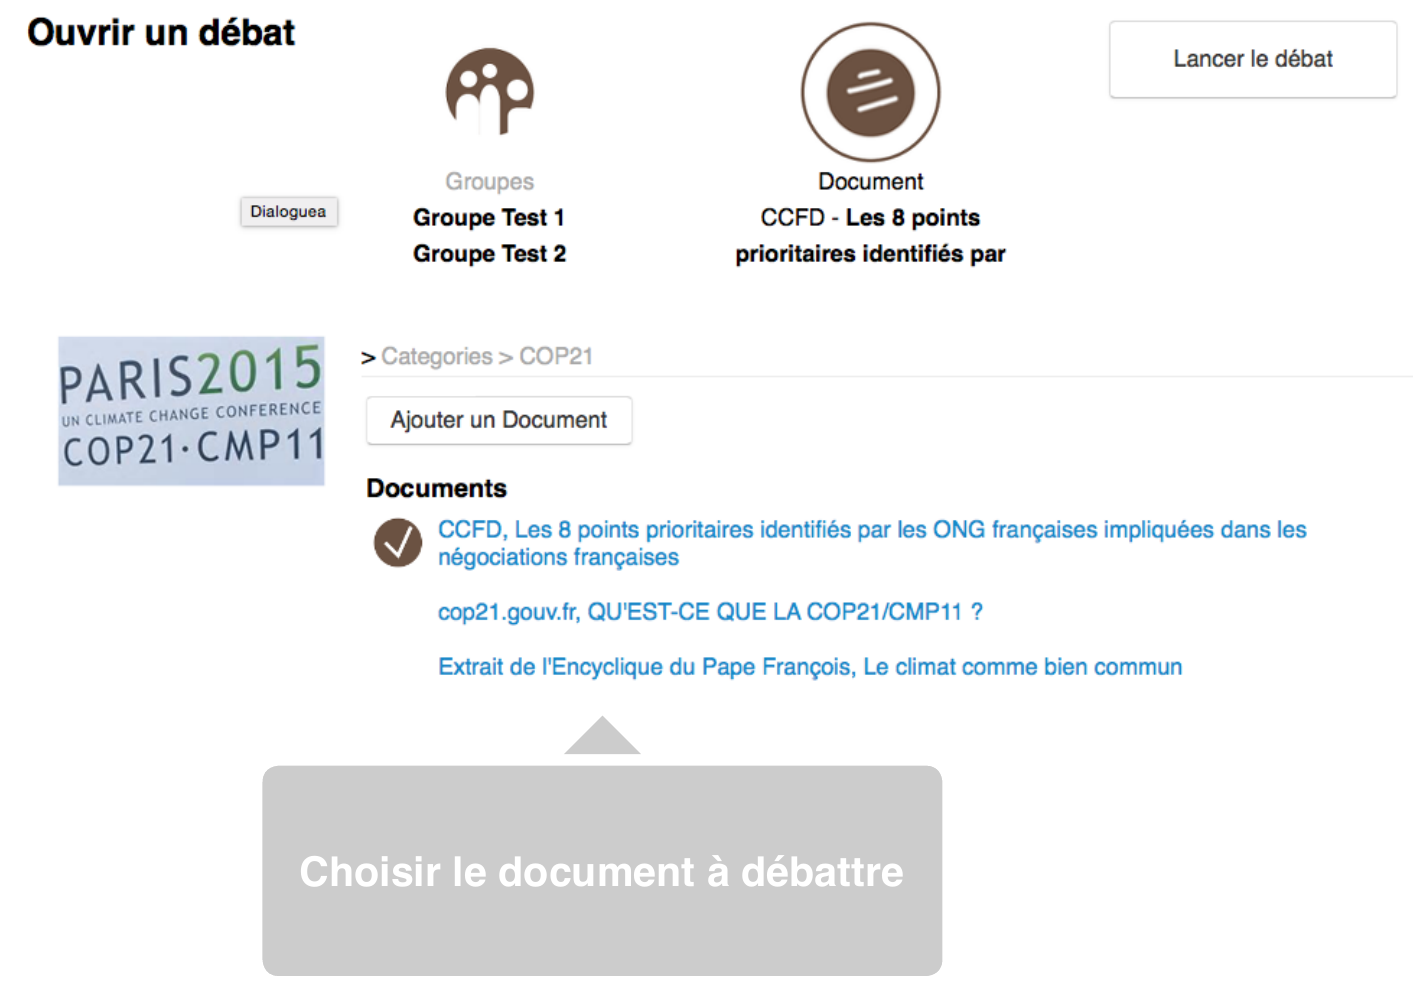 Ouvrir un débat
Lancer le débat
Groupes
Groupe Test 1
Groupe Test 2
Document
CCFD - Les 8 points
prioritaires identifiés par
Dialoguea
PARIS2015
UN CLIMATE CHANGE CONFERENCE
COP21·CMP11
> Categories > COP21
Ajouter un Document
Documents
CCFD, Les 8 points prioritaires identifiés par les ONG françaises impliquées dans les
négociations françaises
cop21.gouv.fr, QU'EST-CE QUE LA COP21/CMP11 ?
Extrait de l'Encyclique du Pape François, Le climat comme bien commun
Choisir le document à débattre